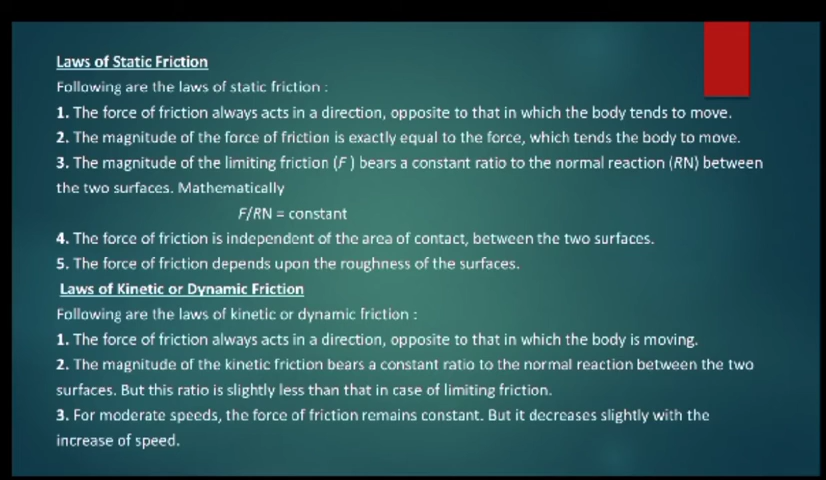 Laws of Static Friction
Following are the laws of static friction :
1. The force of friction always acts in a direction, opposite to that in which the body tends to move.
2. The magnitude of the force of friction is exactly equal to the force, which tends the body to move.
3. The magnitude of the limiting friction (F ) bears a constant ratio to the normal reaction (RN) between
the two surfaces. Mathematically
F/RN = constant
4. The force of friction is independent of the area of contact, between the two surfaces.
5. The force of friction depends upon the roughness of the surfaces.
Laws of Kinetic or Dynamic Friction
Following are the laws of kinetic or dynamic friction :
1. The force of friction always acts in a direction, opposite to that in which the body is moving.
2. The magnitude of the kinetic friction bears a constant ratio to the normal reaction between the two
surfaces. But this ratio is slightly less than that in case of limiting friction.
3. For moderate speeds, the force of friction remains constant. But it decreases slightly with the
increase of speed.